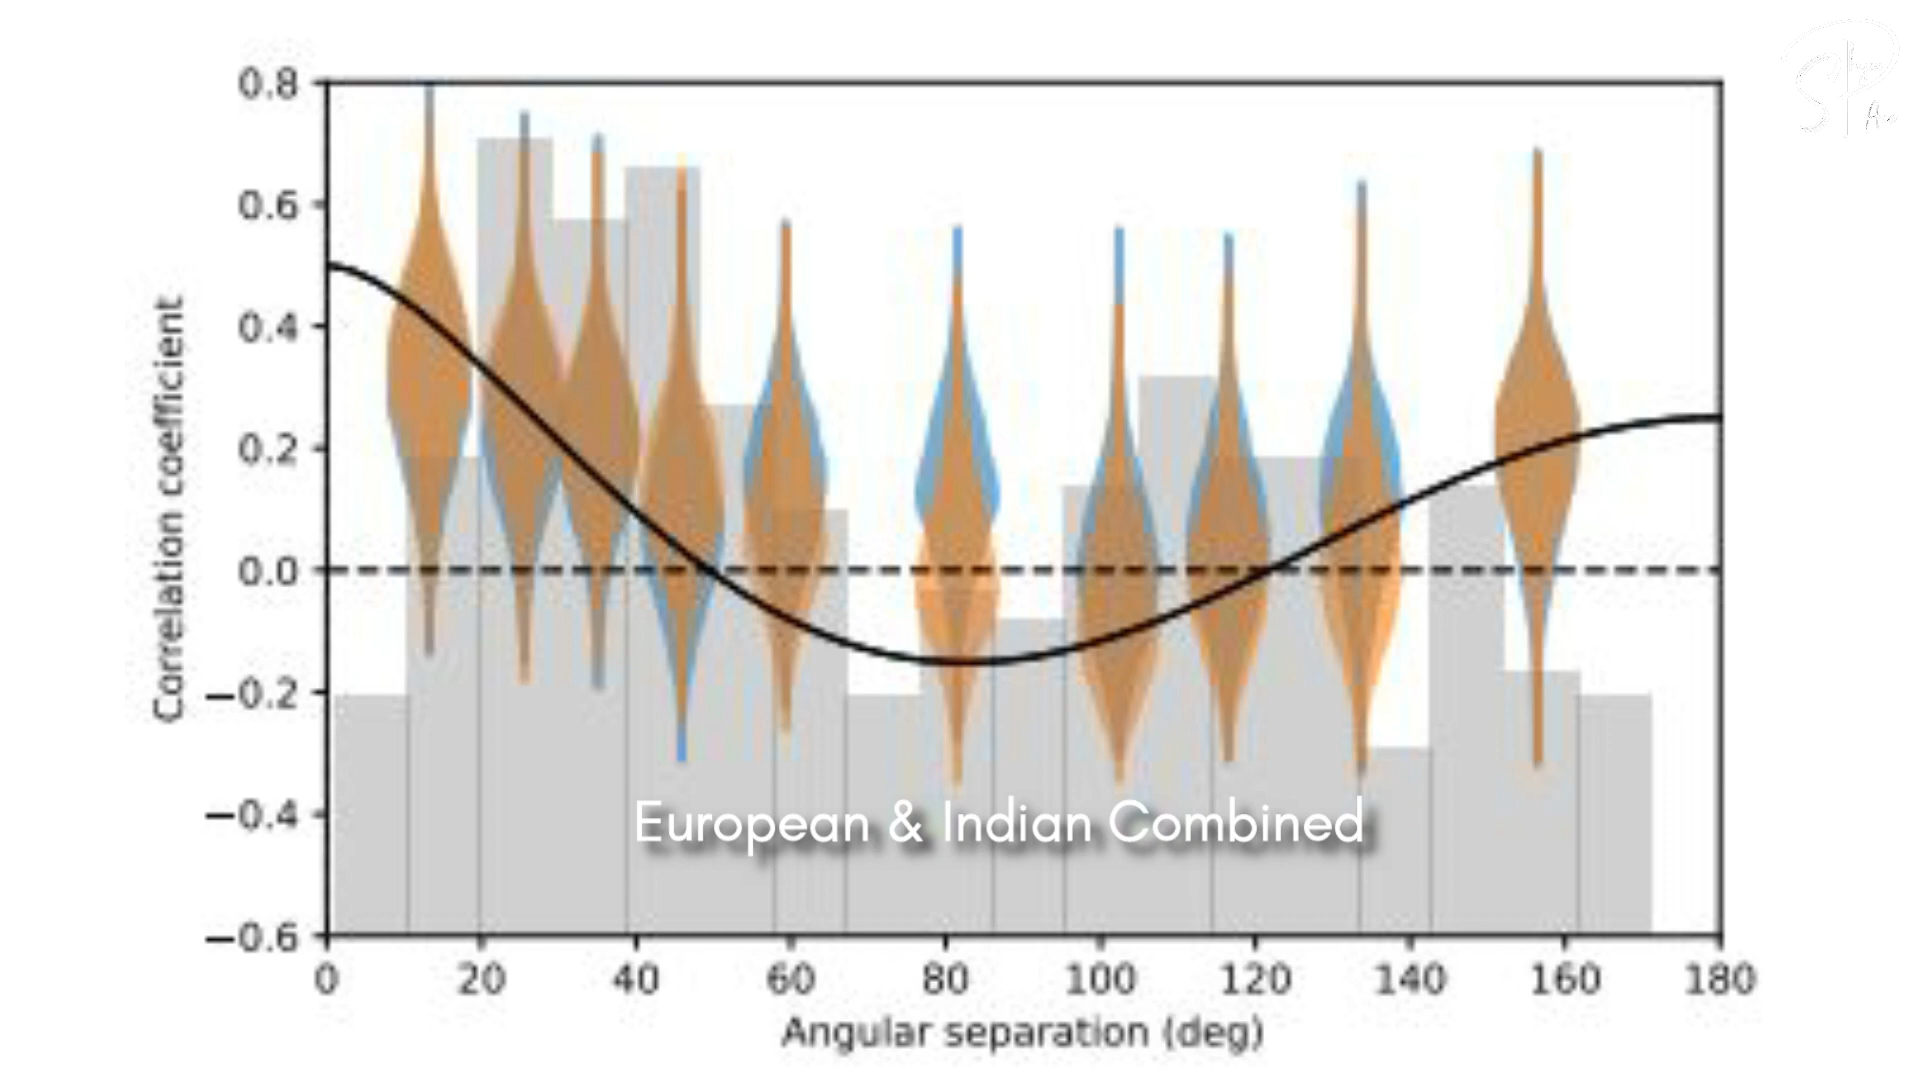 0.8
0.6
0.4
0.2
0.0
−0.2
−0.4
−0.6
Correlation coefficient
European & Indian Combined
0 20 40 60 80 100 120 140 160 180
Angular separation (deg)